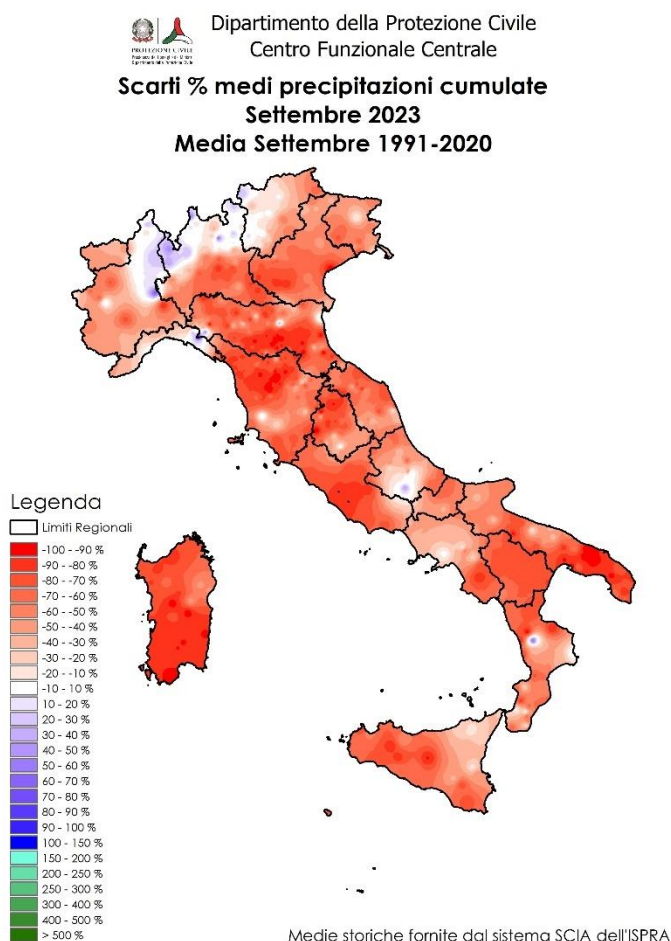 Dipartimento della Protezione Civile
Centro Funzionale Centrale
PROTEZIONE CIVILE
Scarti % medi precipitazioni cumulate
Settembre 2023
Media Settembre 1991-2020
Legenda
Limiti Regionali
-100 - -90 %
-90 - -80 %
-80 - -70 %
-70 - -60 %
-60 - -50 %
-50 - -40 %
-40 - -30 %
-30 - -20 %
-20 - -10 %
-10 - 10 %
10 - 20 %
20 - 30 %
30 - 40 %
40 - 50 %
50 - 60 %
60 - 70 %
70 - 80 %
80 - 90 %
90 - 100 %
100 - 150 %
150 - 200 %
200 - 250 %
250 - 300 %
300 - 400 %
400 - 500 %
> 500 %
Medie storiche fornite dal sistema SCIA dell'ISPRA